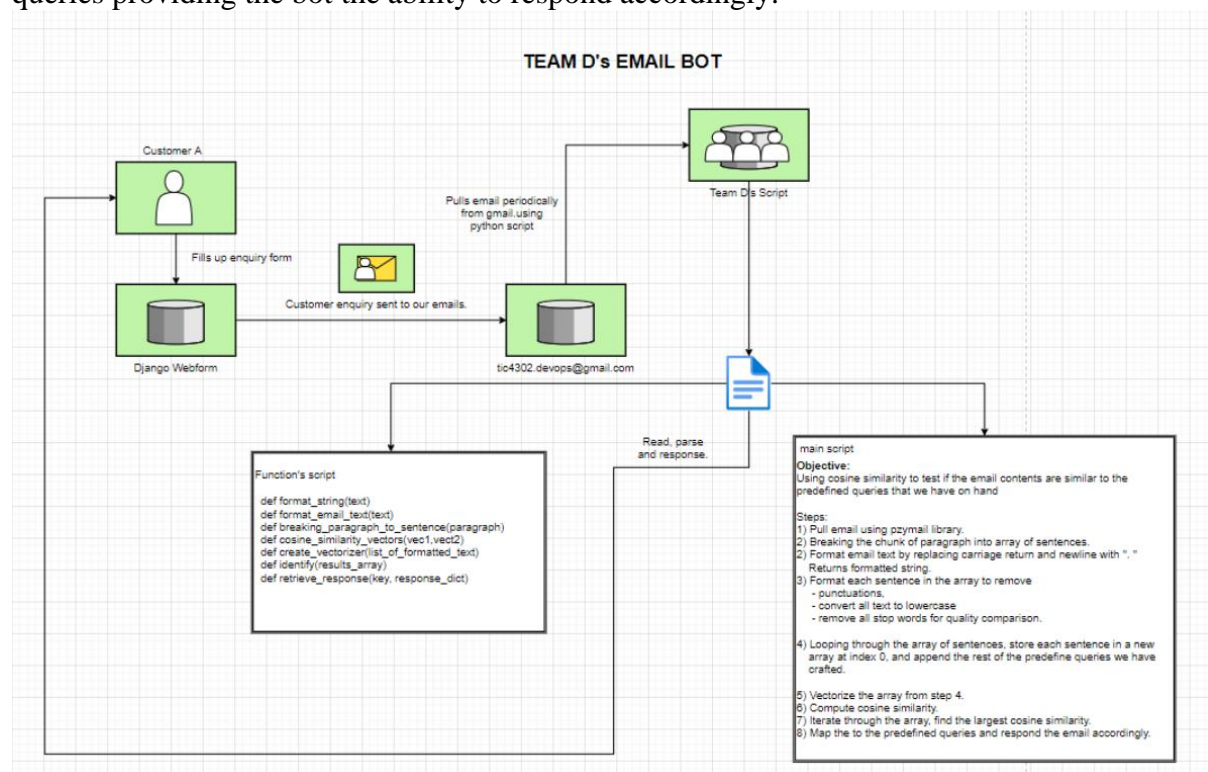 queries providing the bot the ability to respond accordingly.
TEAM D's EMAIL BOT
Customer A
Fills up enquiry form
Customer enquiry sent to our emails.
Django Webform
tic4302.devops@gmail.com
Pulls email periodically
from gmail.using
python script
Team D's Script
Read, parse
and response.
Function's script
def format_string(text)
def format_email_text(text)
def breaking_paragraph_to_sentence(paragraph)
def cosine_similarity_vectors(vec1,vect2)
def create_vectorizer(list_of_formatted_text)
def identify(results_array)
def retrieve_response(key, response_dict)
main script
Objective:
Using cosine similarity to test if the email contents are similar to the
predefined queries that we have on hand
Steps:
1) Pull email using pzymail library.
2) Breaking the chunk of paragraph into array of sentences.
2) Format email text by replacing carriage return and newline with ". "
Returns formatted string.
3) Format each sentence in the array to remove
- punctuations,
- convert all text to lowercase
- remove all stop words for quality comparison.
4) Looping through the array of sentences, store each sentence in a new
array at index 0, and append the rest of the predefine queries we have
crafted.
5) Vectorize the array from step 4.
6) Compute cosine similarity.
7) Iterate through the array, find the largest cosine similarity.
8) Map the to the predefined queries and respond the email accordingly.